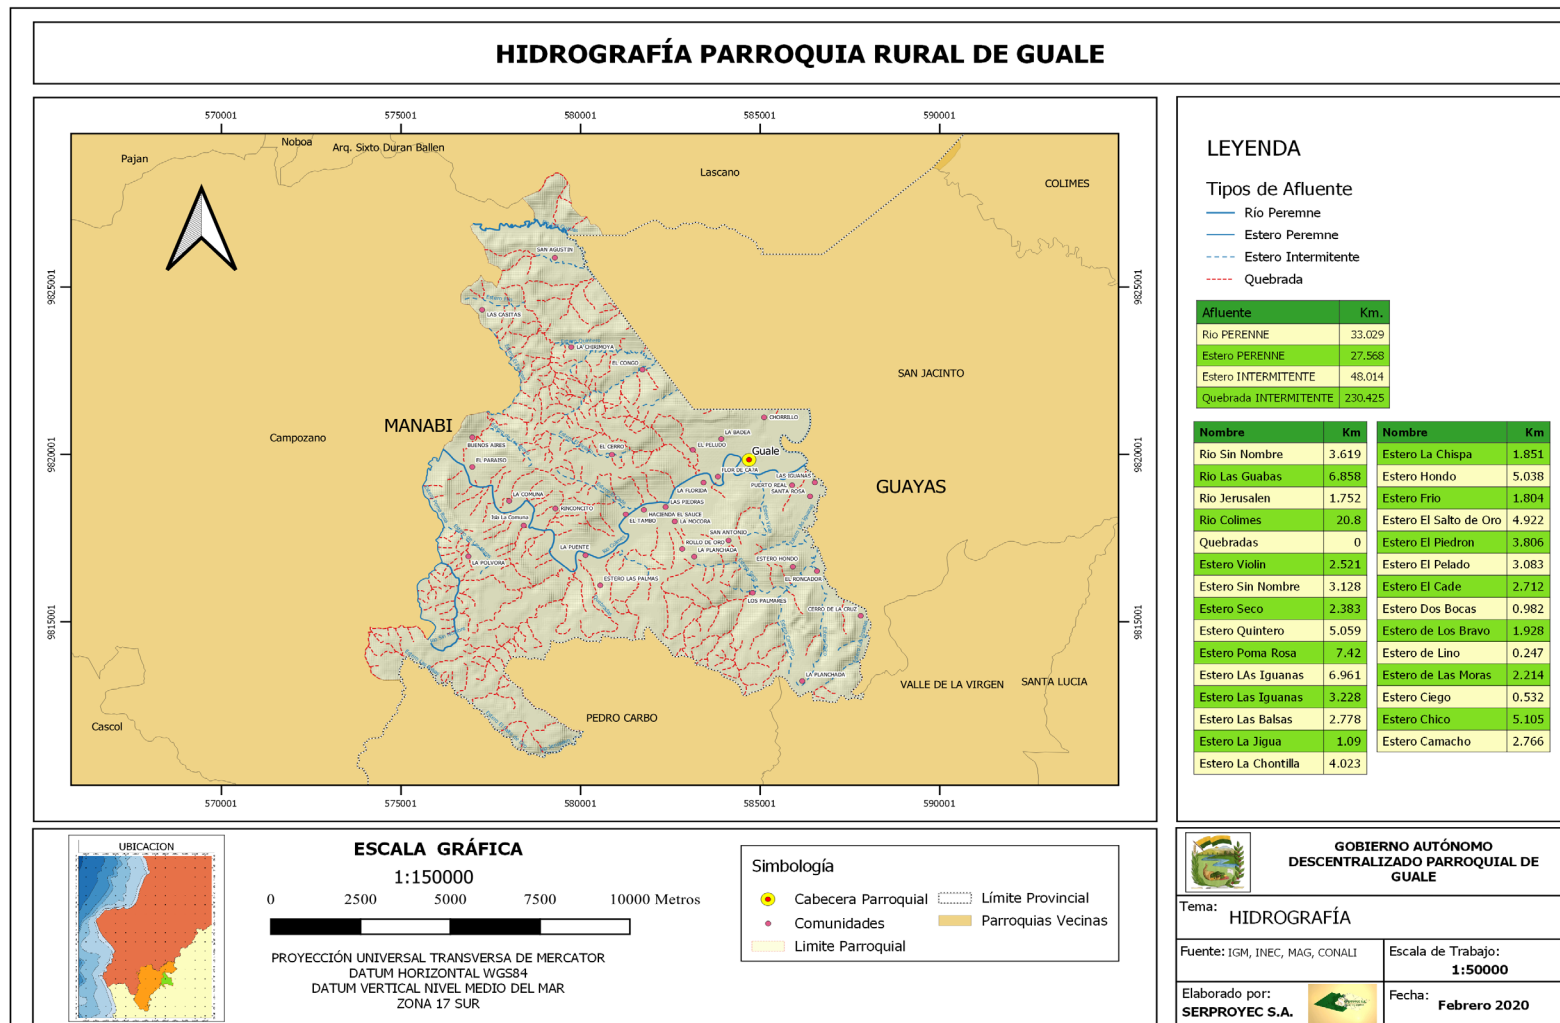 HIDROGRAFÍA PARROQUIA RURAL DE GUALE
570001
575001
580001
585001
590001
Pajan
Noboa
Arq. Sixto Duran Ballen
Lascano
COLIMES
SAN AGUSTIN
9825001
9825001
LAS CASITAS
LA CHIRIMOYA
EL CONGO
SAN JACINTO
MANABI
Campozano
CHORRILLO
LA BADEA
BUENOS AIRES
EL CERRO
EL PELUDO
Guale
9820001
9820001
EL PARAISO
FLOR DE CAÑA
LAS IGUANAS
PUERTO REAL
SANTA ROSA
GUAYAS
LA FLORIDA
LA COMUNA
LAS PIEDRAS
RINCONCITO
HACIENDA EL SAUCE
Isla La Comuna
EL TAMBO
LA MOCORA
SAN ANTONIO
ROLLO DE ORO
LA PUENTE
LA PLANCHADA
LA POLVORA
ESTERO HONDO
EL RONCADOR
ESTERO LAS PALMAS
LOS PALMARES
CERRO DE LA CRUZ
9815001
9815001
LA PLANCHADA
VALLE DE LA VIRGEN
SANTA LUCIA
PEDRO CARBO
Cascol
570001
575001
580001
585001
590001
LEYENDA
Tipos de Afluente
Río Peremne
Estero Peremne
Estero Intermitente
Quebrada
Afluente Km.
Rio PERENNE 33.029
Estero PERENNE 27.568
Estero INTERMITENTE 48.014
Quebrada INTERMITENTE 230.425
Nombre Km
Rio Sin Nombre 3.619
Rio Las Guabas 6.858
Rio Jerusalen 1.752
Rio Colimes 20.8
Quebradas 0
Estero Violin 2.521
Estero Sin Nombre 3.128
Estero Seco 2.383
Estero Quintero 5.059
Estero Poma Rosa 7.42
Estero LAs Iguanas 6.961
Estero Las Iguanas 3.228
Estero Las Balsas 2.778
Estero La Jigua 1.09
Estero La Chontilla 4.023
Nombre Km
Estero La Chispa 1.851
Estero Hondo 5.038
Estero Frio 1.804
Estero El Salto de Oro 4.922
Estero El Piedron 3.806
Estero El Pelado 3.083
Estero El Cade 2.712
Estero Dos Bocas 0.982
Estero de Los Bravo 1.928
Estero de Lino 0.247
Estero de Las Moras 2.214
Estero Ciego 0.532
Estero Chico 5.105
Estero Camacho 2.766
UBICACION
ESCALA GRÁFICA
1:150000
0 2500 5000 7500 10000 Metros
PROYECCIÓN UNIVERSAL TRANSVERSA DE MERCATOR
DATUM HORIZONTAL WGS84
DATUM VERTICAL NIVEL MEDIO DEL MAR
ZONA 17 SUR
Simbología
Cabecera Parroquial
Comunidades
Limite Parroquial
Límite Provincial
Parroquias Vecinas
GOBIERNO AUTÓNOMO
DESCENTRALIZADO PARROQUIAL DE
GUALE
Tema: HIDROGRAFÍA
Fuente: IGM, INEC, MAG, CONALI
Escala de Trabajo:
1:50000
Elaborado por:
SERPROYEC S.A.
Fecha: Febrero 2020